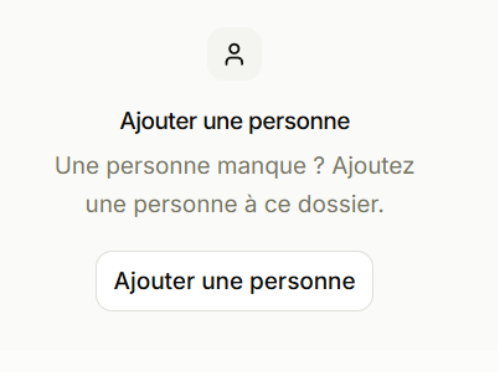 Ajouter une personne
Une personne manque ? Ajoutez
une personne à ce dossier.
Ajouter une personne